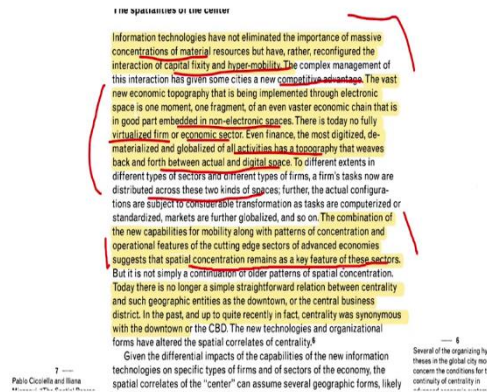 The spatialities of the center
Information technologies have not eliminated the importance of massive
concentrations of material resources but have, rather, reconfigured the
interaction of capital fixity and hyper-mobility. The complex management of
this interaction has given some cities a new competitive advantage. The vast
new economic topography that is being implemented through electronic
space is one moment, one fragment, of an even vaster economic chain that is
in good part embedded in non-electronic spaces. There is today no fully
virtualized firm or economic sector. Even finance, the most digitized, de-
materialized and globalized of all activities has a topography that weaves
back and forth between actual and digital space. To different extents in
different types of sectors and different types of firms, a firm's tasks now are
distributed across these two kinds of spaces; further, the actual configura-
tions are subject to considerable transformation as tasks are computerized or
standardized, markets are further globalized, and so on. The combination of
the new capabilities for mobility along with patterns of concentration and
operational features of the cutting edge sectors of advanced economies
suggests that spatial concentration remains as a key feature of these sectors.
But it is not simply a continuation of older patterns of spatial concentration.
Today there is no longer a simple straightforward relation between centrality
and such geographic entities as the downtown, or the central business
district. In the past, and up to quite recently in fact, centrality was synonymous
with the downtown or the CBD. The new technologies and organizational
forms have altered the spatial correlates of centrality.6
Given the differential impacts of the capabilities of the new information
technologies on specific types of firms and of sectors of the economy, the
spatial correlates of the "center" can assume several geographic forms, likely
7
Pablo Ciccolella and Iliana
6
Several of the organizing hy
theses in the global city mo
concern the conditions for t
continuity of centrality in